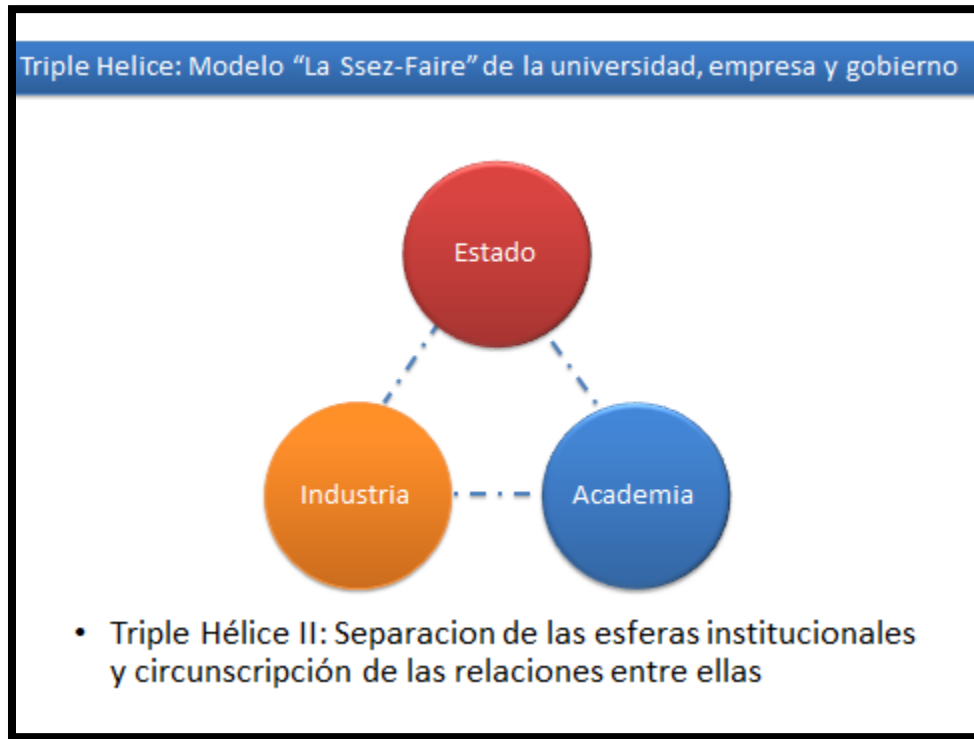 Triple Helice: Modelo “La Ssez-Faire” de la universidad, empresa y gobierno
Estado
Industria
Academia
• Triple Hélice II: Separacion de las esferas institucionales
y circunscripción de las relaciones entre ellas